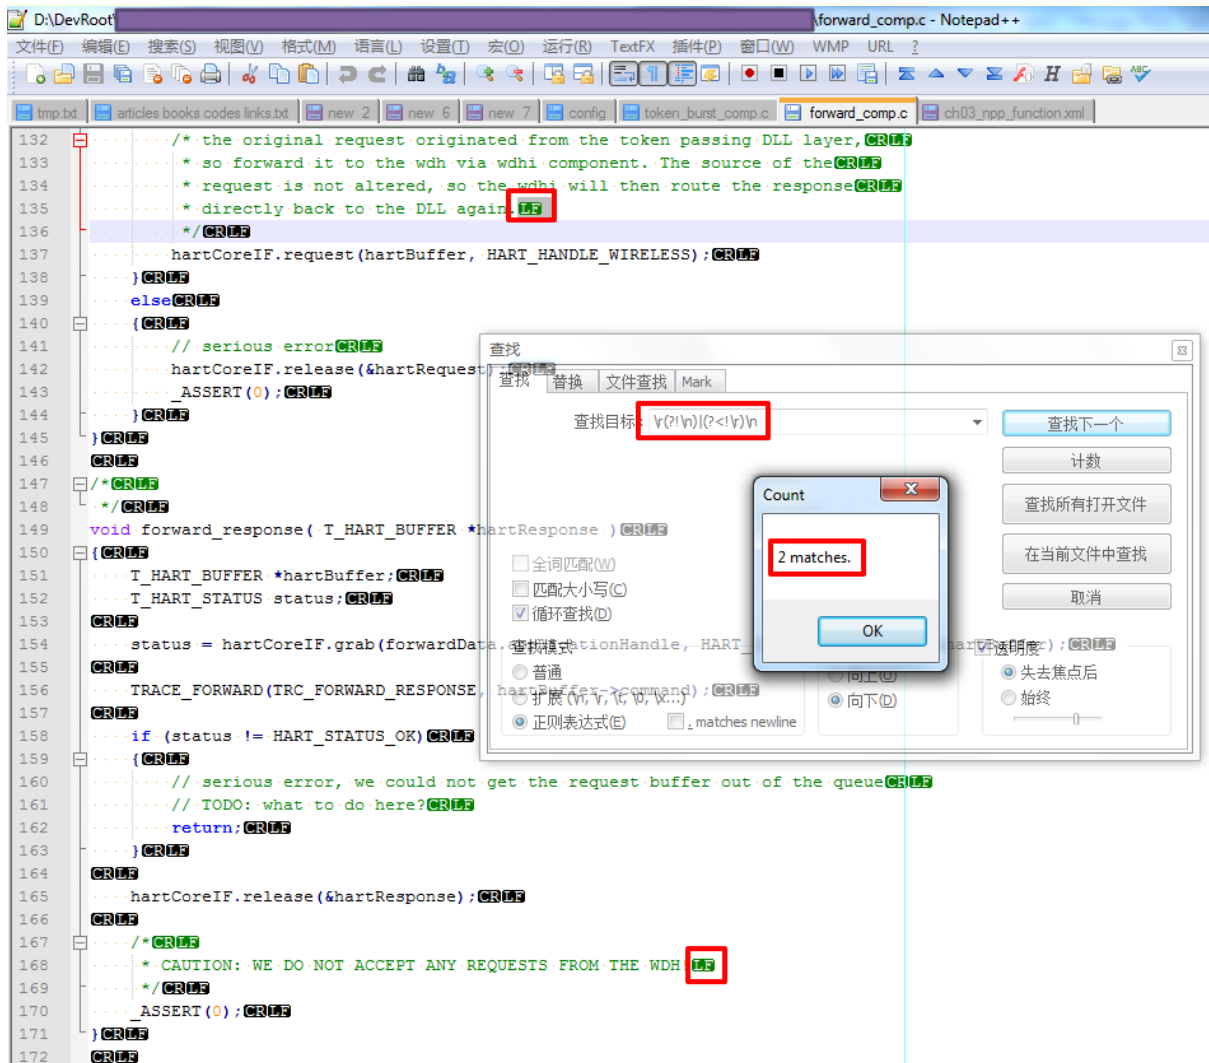 D:\DevRoot\ \forward_comp.c - Notepad++
文件(F) 编辑(E) 搜索(S) 视图(V) 格式(M) 语言(L) 设置(T) 宏(O) 运行(R) TextFX 插件(P) 窗口(W) WMP URL ?
tmp.txt articles books codes links.txt new 2 new 6 new 7 config token_burst_comp.c forward_comp.c ch03_npp_function.xml
132 /* the original request originated from the token passing DLL layer,CRLF
133 * so forward it to the wdh via wdhi component. The source of theCRLF
134 * request is not altered, so the wdhi will then route the responseCRLF
135 * directly back to the DLL again.LF
136 */CRLF
137 hartCoreIF.request(hartBuffer, HART_HANDLE_WIRELESS);CRLF
138 }CRLF
139 elseCRLF
140 {CRLF
141 // serious errorCRLF
142 hartCoreIF.release(&hartRequest);CRLF
143 _ASSERT(0);CRLF
144 }CRLF
145 }CRLF
146 CRLF
147 /*CRLF
148 */CRLF
149 void forward_response( T_HART_BUFFER *hartResponse )CRLF
150 {CRLF
151 T_HART_BUFFER *hartBuffer;CRLF
152 T_HART_STATUS status;CRLF
153 CRLF
154 status = hartCoreIF.grab(forwardData. ationHandle, HART_ );CRLF
155 CRLF
156 TRACE_FORWARD(TRC_FORWARD_RESPONSE, hartBuffer->command);CRLF
157 CRLF
158 if (status != HART_STATUS_OK)CRLF
159 {CRLF
160 // serious error, we could not get the request buffer out of the queueCRLF
161 // TODO: what to do here?CRLF
162 return;CRLF
163 }CRLF
164 CRLF
165 hartCoreIF.release(&hartResponse);CRLF
166 CRLF
167 /*CRLF
168 * CAUTION: WE DO NOT ACCEPT ANY REQUESTS FROM THE WDH LF
169 */CRLF
170 _ASSERT(0);CRLF
171 }CRLF
172 CRLF
查找
查找 替换 文件查找 Mark
查找目标: \r(?!\n)|(?<!\r)\n
查找下一个
计数
查找所有打开文件
在当前文件中查找
取消
全词匹配(W)
匹配大小写(C)
循环查找(D)
查找模式
普通
扩展 (\n, \r, \t, \0, \x...)
正则表达式(E) . matches newline
向上(U)
向下(D)
透明度
失去焦点后
始终
Count
2 matches.
OK